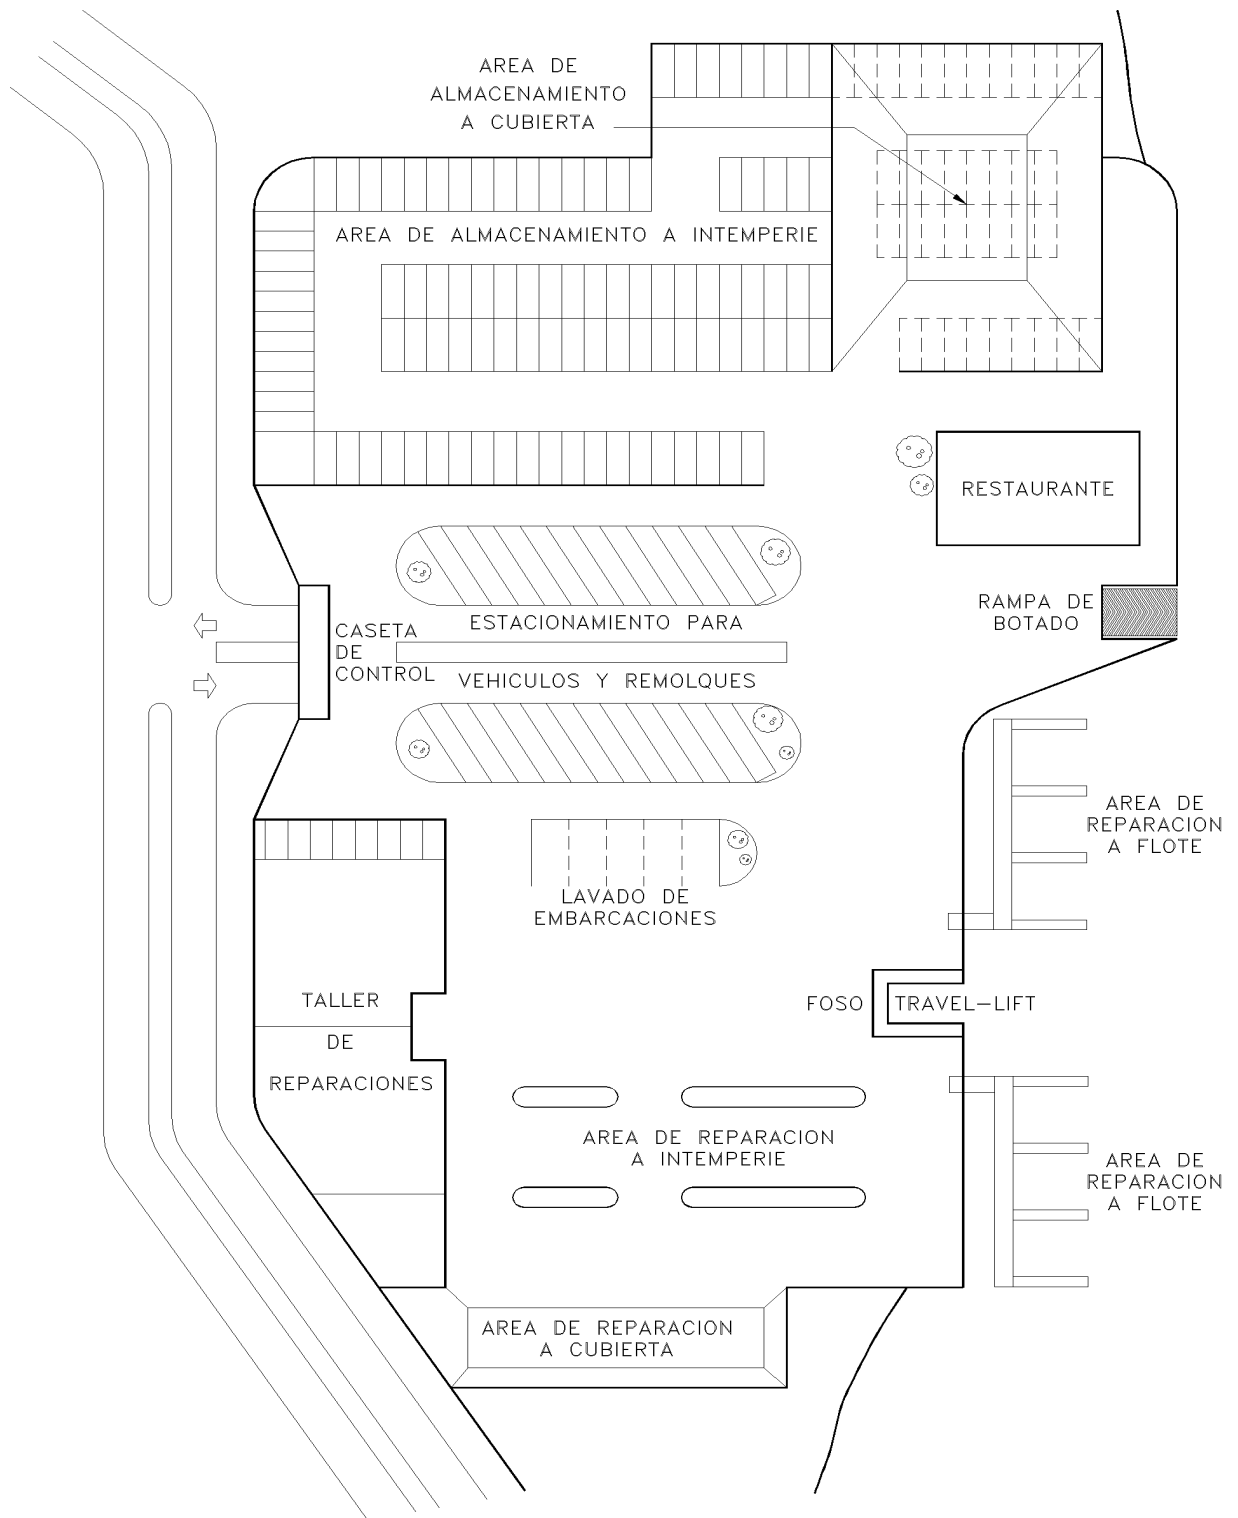 AREA DE
ALMACENAMIENTO
A CUBIERTA
AREA DE ALMACENAMIENTO A INTEMPERIE
RESTAURANTE
RAMPA DE
BOTADO
ESTACIONAMIENTO PARA
VEHICULOS Y REMOLQUES
CASETA
DE
CONTROL
AREA DE
REPARACION
A FLOTE
LAVADO DE
EMBARCACIONES
TALLER
DE
REPARACIONES
FOSO TRAVEL-LIFT
AREA DE REPARACION
A INTEMPERIE
AREA DE
REPARACION
A FLOTE
AREA DE REPARACION
A CUBIERTA